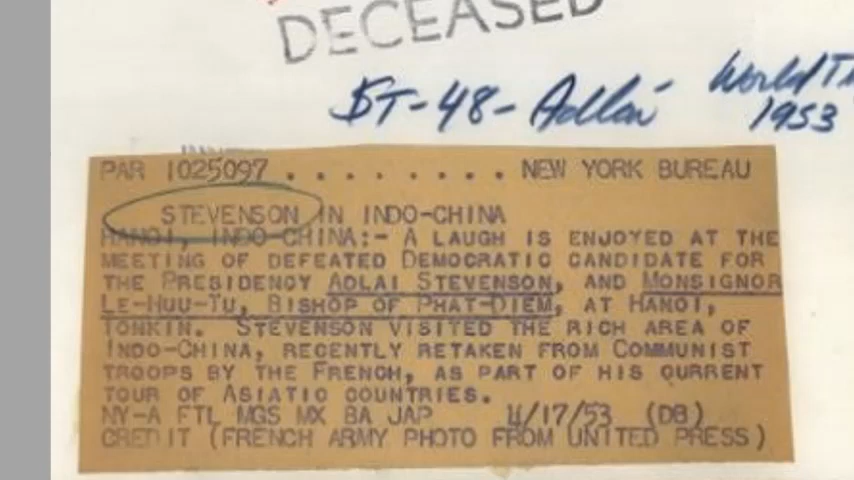 DECEASED
ST-48-Adlai World T
1953
PAR 1025097 . . . . . . . . . NEW YORK BUREAU
STEVENSON IN INDO-CHINA
HANOI, INDO-CHINA:- A LAUGH IS ENJOYED AT THE
MEETING OF DEFEATED DEMOCRATIC CANDIDATE FOR
THE PRESIDENCY ADLAI STEVENSON, AND MONSIGNOR
LE-HUU-TU, BISHOP OF PHAT-DIEM, AT HANOI,
TONKIN. STEVENSON VISITED THE RICH AREA OF
INDO-CHINA, RECENTLY RETAKEN FROM COMMUNIST
TROOPS BY THE FRENCH, AS PART OF HIS CURRENT
TOUR OF ASIATIC COUNTRIES.
NY-A FTL MGS MX BA JAP 4/17/53 (DB)
CREDIT (FRENCH ARMY PHOTO FROM UNITED PRESS)